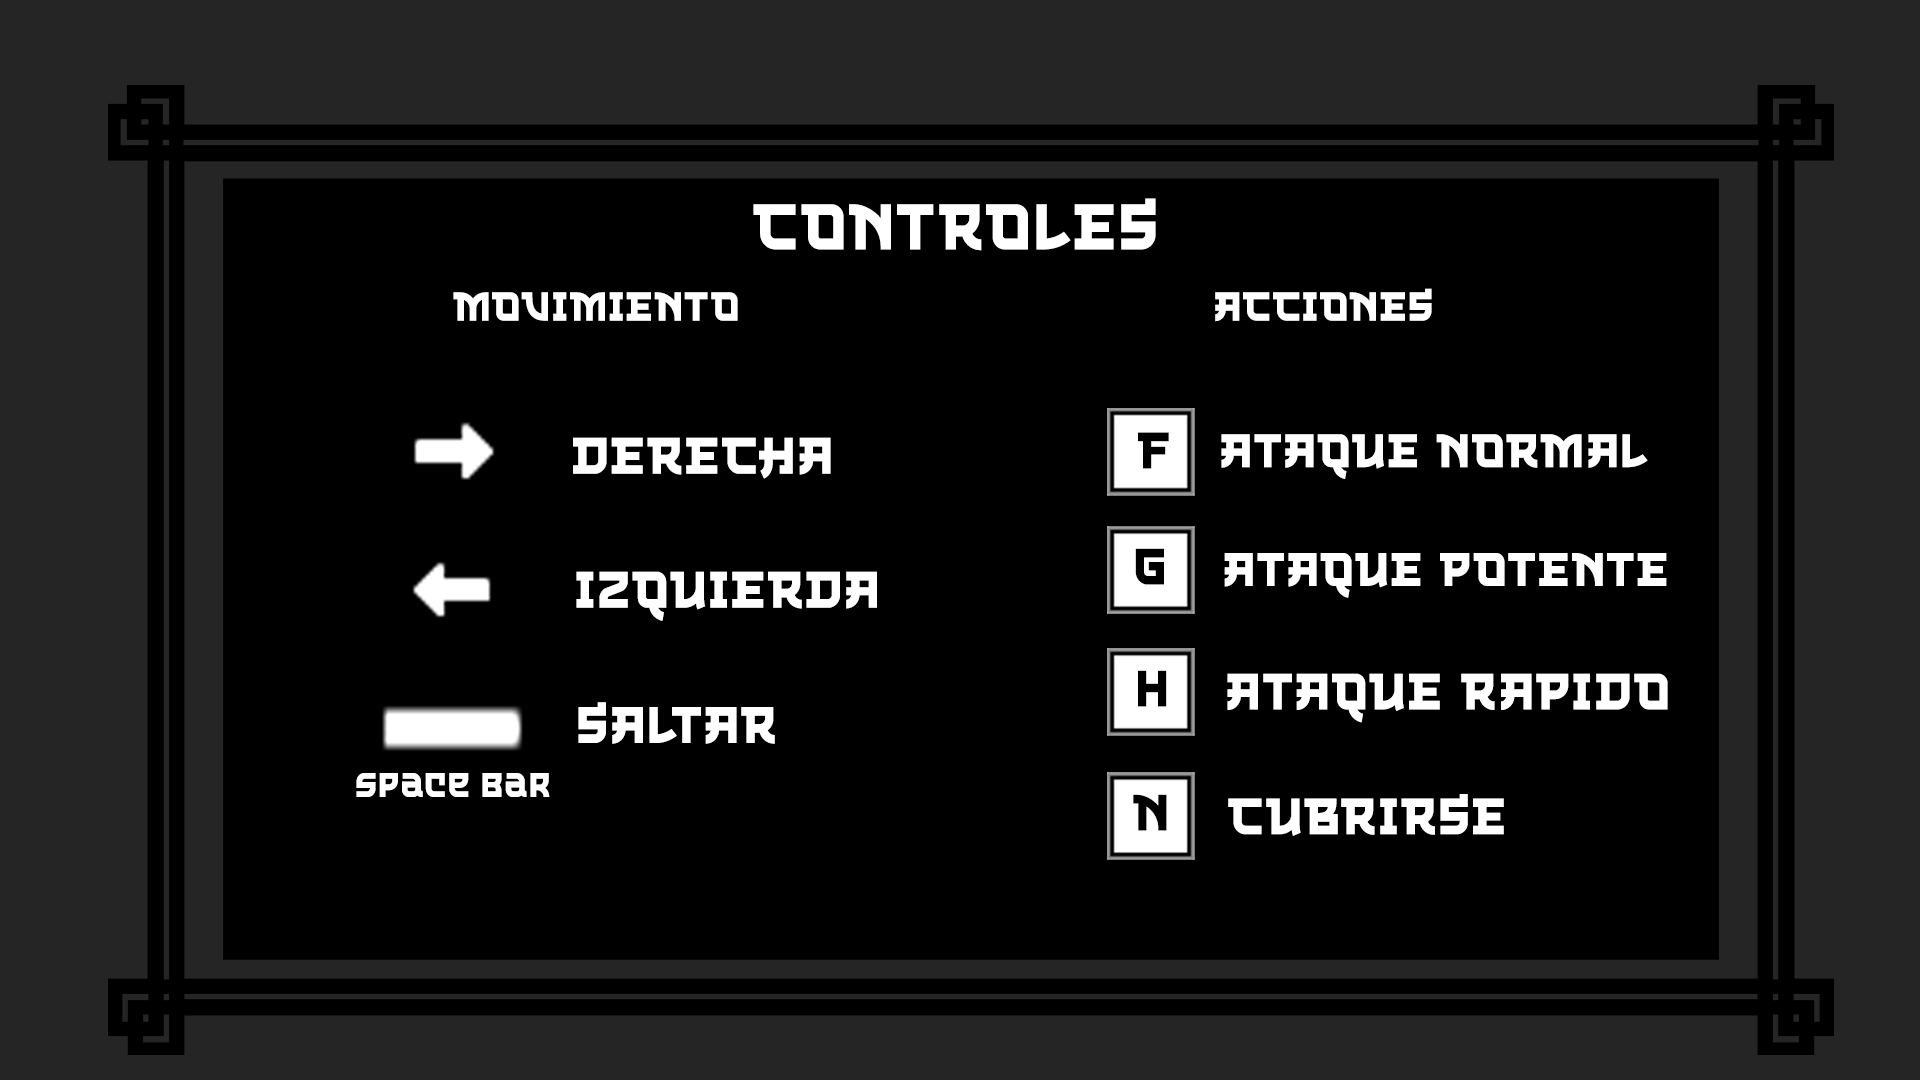 CONTROLES
MOVIMIENTO
DERECHA
IZQUIERDA
SALTAR
SPACE BAR
ACCIONES
F ATAQUE NORMAL
G ATAQUE POTENTE
H ATAQUE RAPIDO
N CUBRIRSE